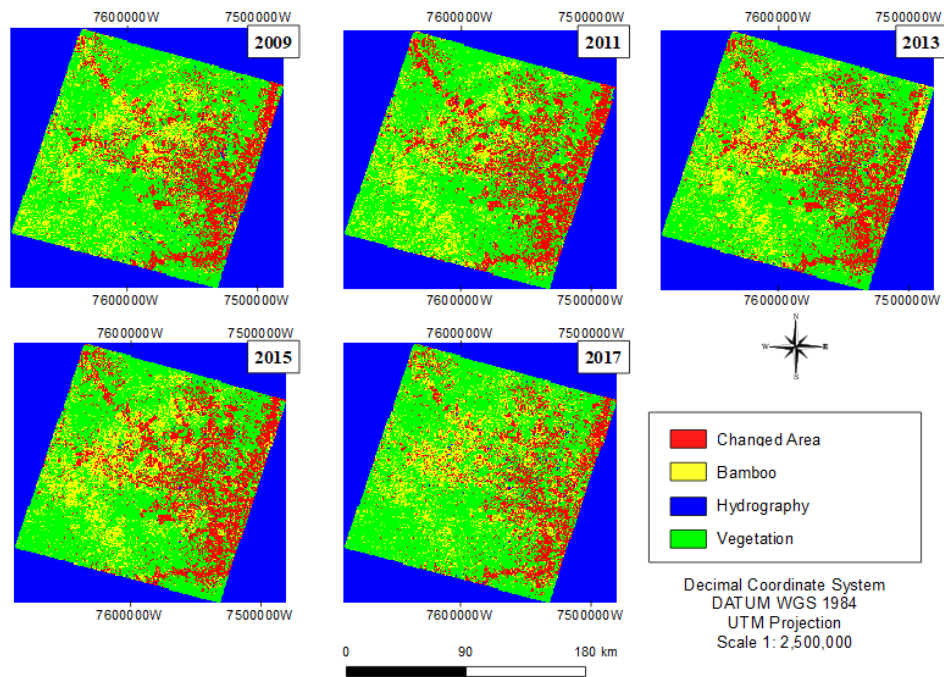 7600000W 7500000W 7600000W 7500000W 7600000W 7500000W
2009 2011 2013
7600000W 7500000W 7600000W 7500000W 7600000W 7500000W
7600000W 7500000W 7600000W 7500000W
2015 2017
N
W E
S
Changed Area
Bamboo
Hydrography
Vegetation
7600000W 7500000W 7600000W 7500000W
Decimal Coordinate System
DATUM WGS 1984
UTM Projection
Scale 1: 2,500,000
0 90 180 km